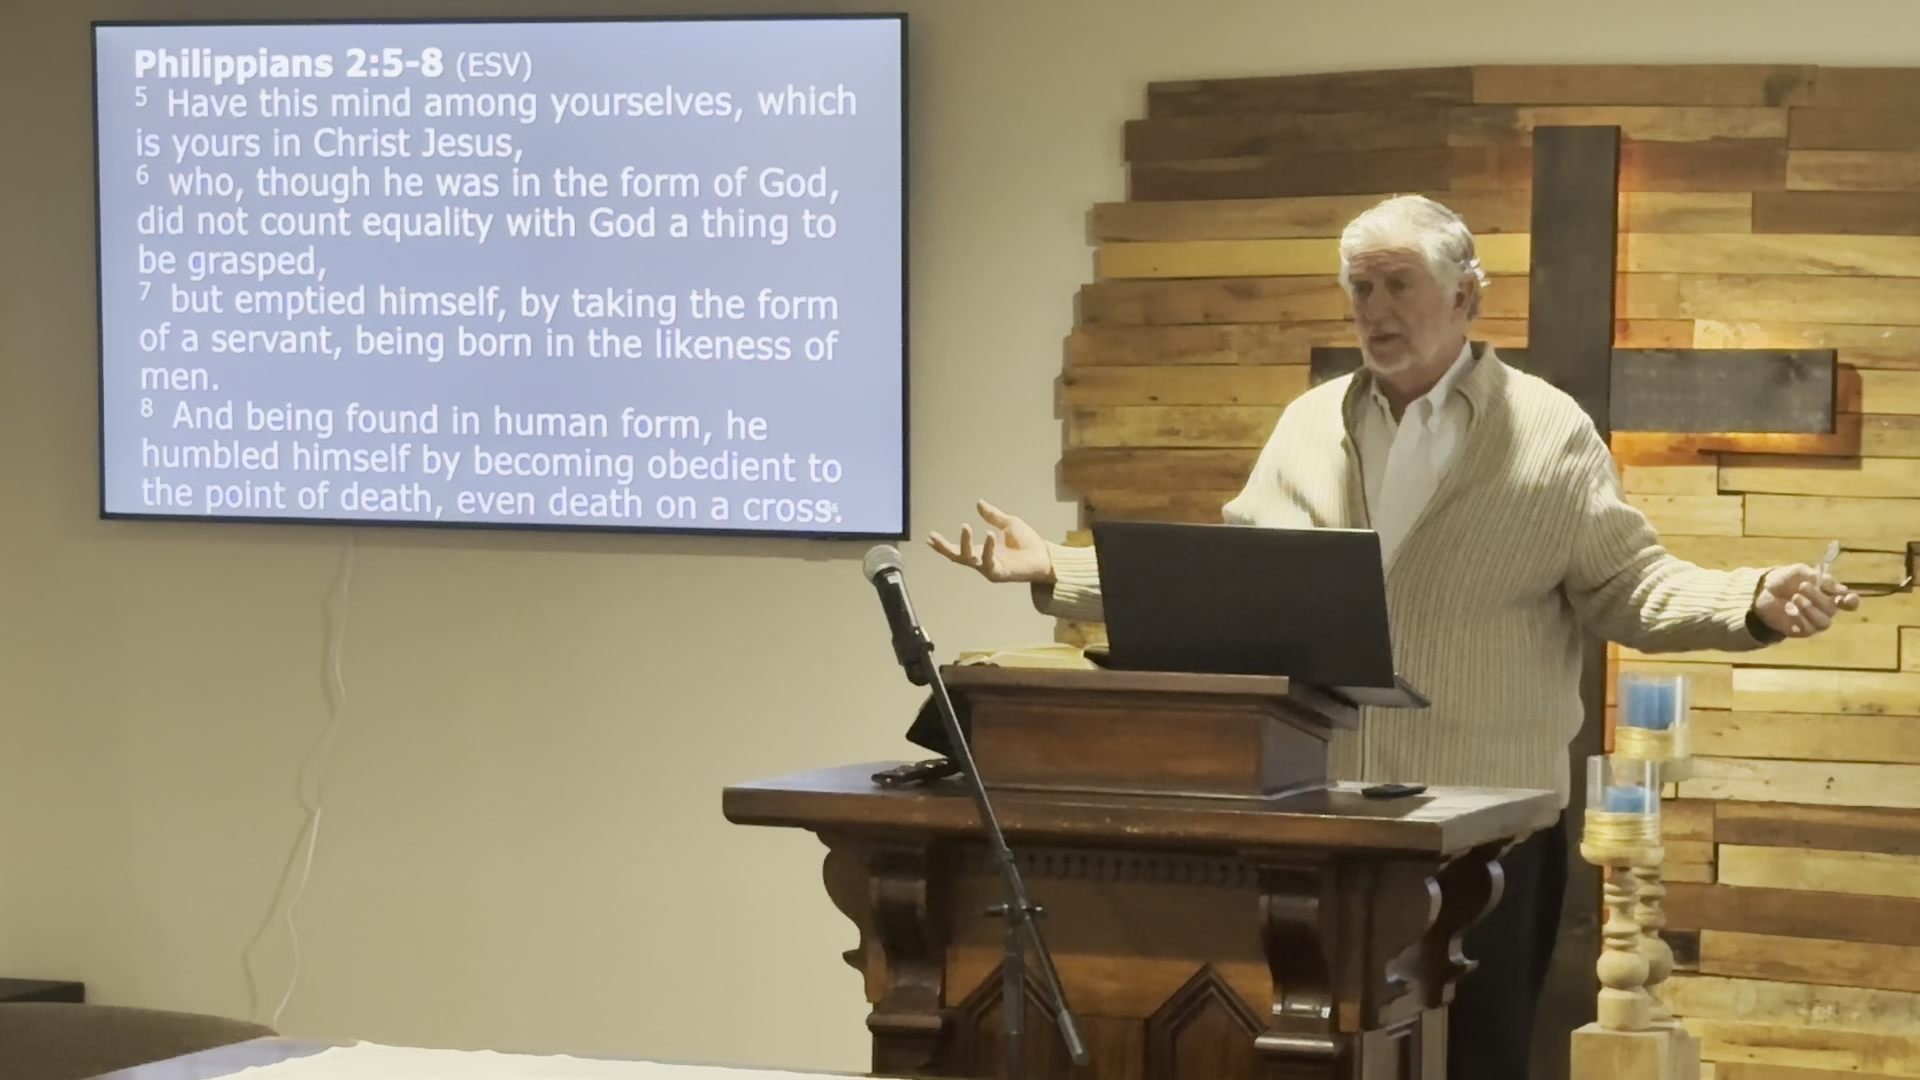 Philippians 2:5-8 (ESV)
5 Have this mind among yourselves, which
is yours in Christ Jesus,
6 who, though he was in the form of God,
did not count equality with God a thing to
be grasped,
7 but emptied himself, by taking the form
of a servant, being born in the likeness of
men.
8 And being found in human form, he
humbled himself by becoming obedient to
the point of death, even death on a cross.